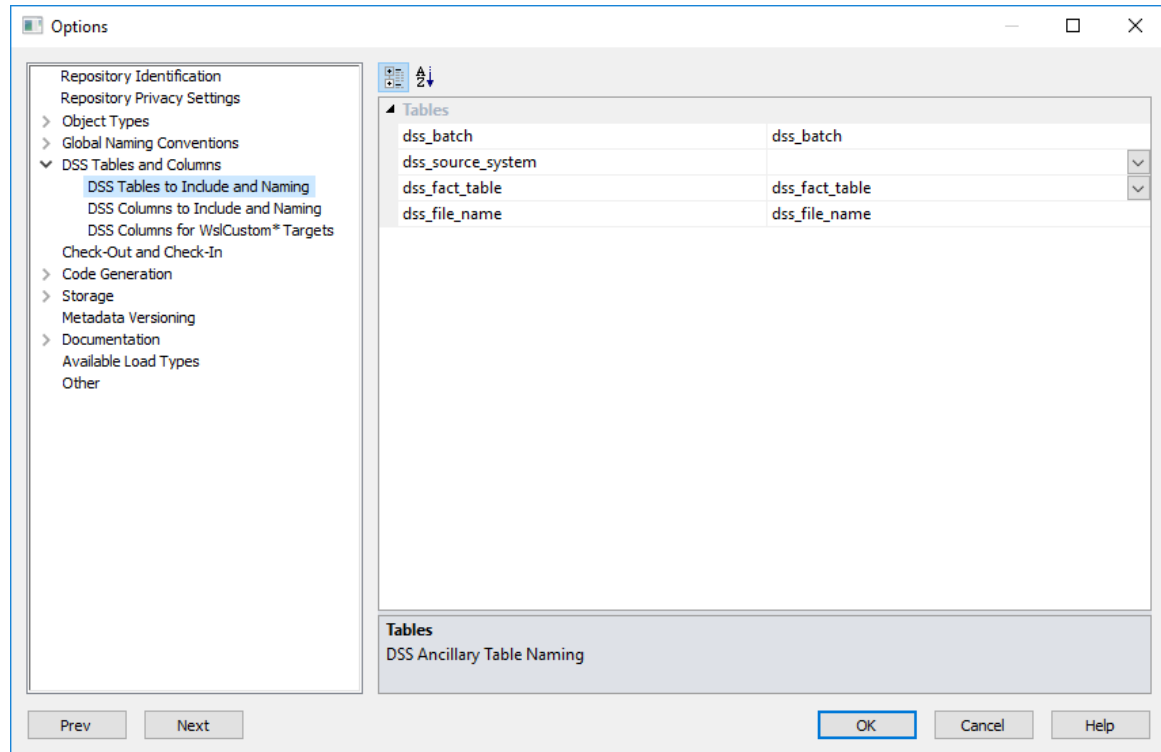 Options
Repository Identification
Repository Privacy Settings
Object Types
Global Naming Conventions
DSS Tables and Columns
DSS Tables to Include and Naming
DSS Columns to Include and Naming
DSS Columns for WslCustom* Targets
Check-Out and Check-In
Code Generation
Storage
Metadata Versioning
Documentation
Available Load Types
Other
Tables
dss_batch dss_batch
dss_source_system
dss_fact_table dss_fact_table
dss_file_name dss_file_name
Tables
DSS Ancillary Table Naming
Prev Next OK Cancel Help